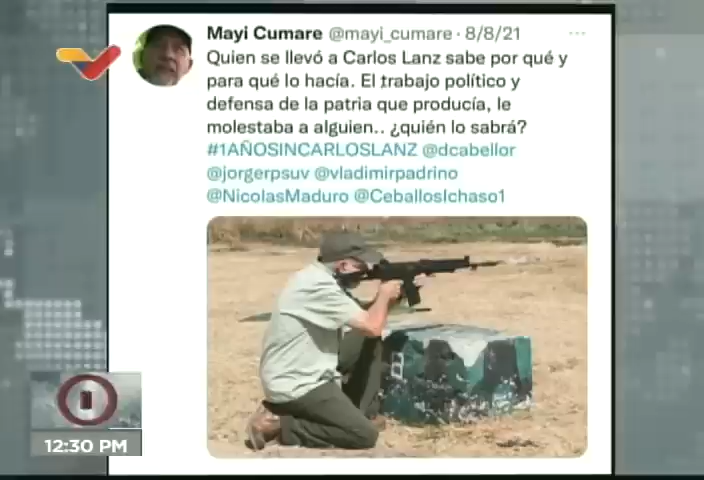 Mayi Cumare @mayi_cumare · 8/8/21
Quien se llevó a Carlos Lanz sabe por qué y
para qué lo hacía. El trabajo político y
defensa de la patria que producía, le
molestaba a alguien.. ¿quién lo sabrá?
#1AÑOSINCARLOSLANZ @dcabellor
@jorgerpsuv @vladimirpadrino
@NicolasMaduro @CeballosIchaso1
12:30 PM